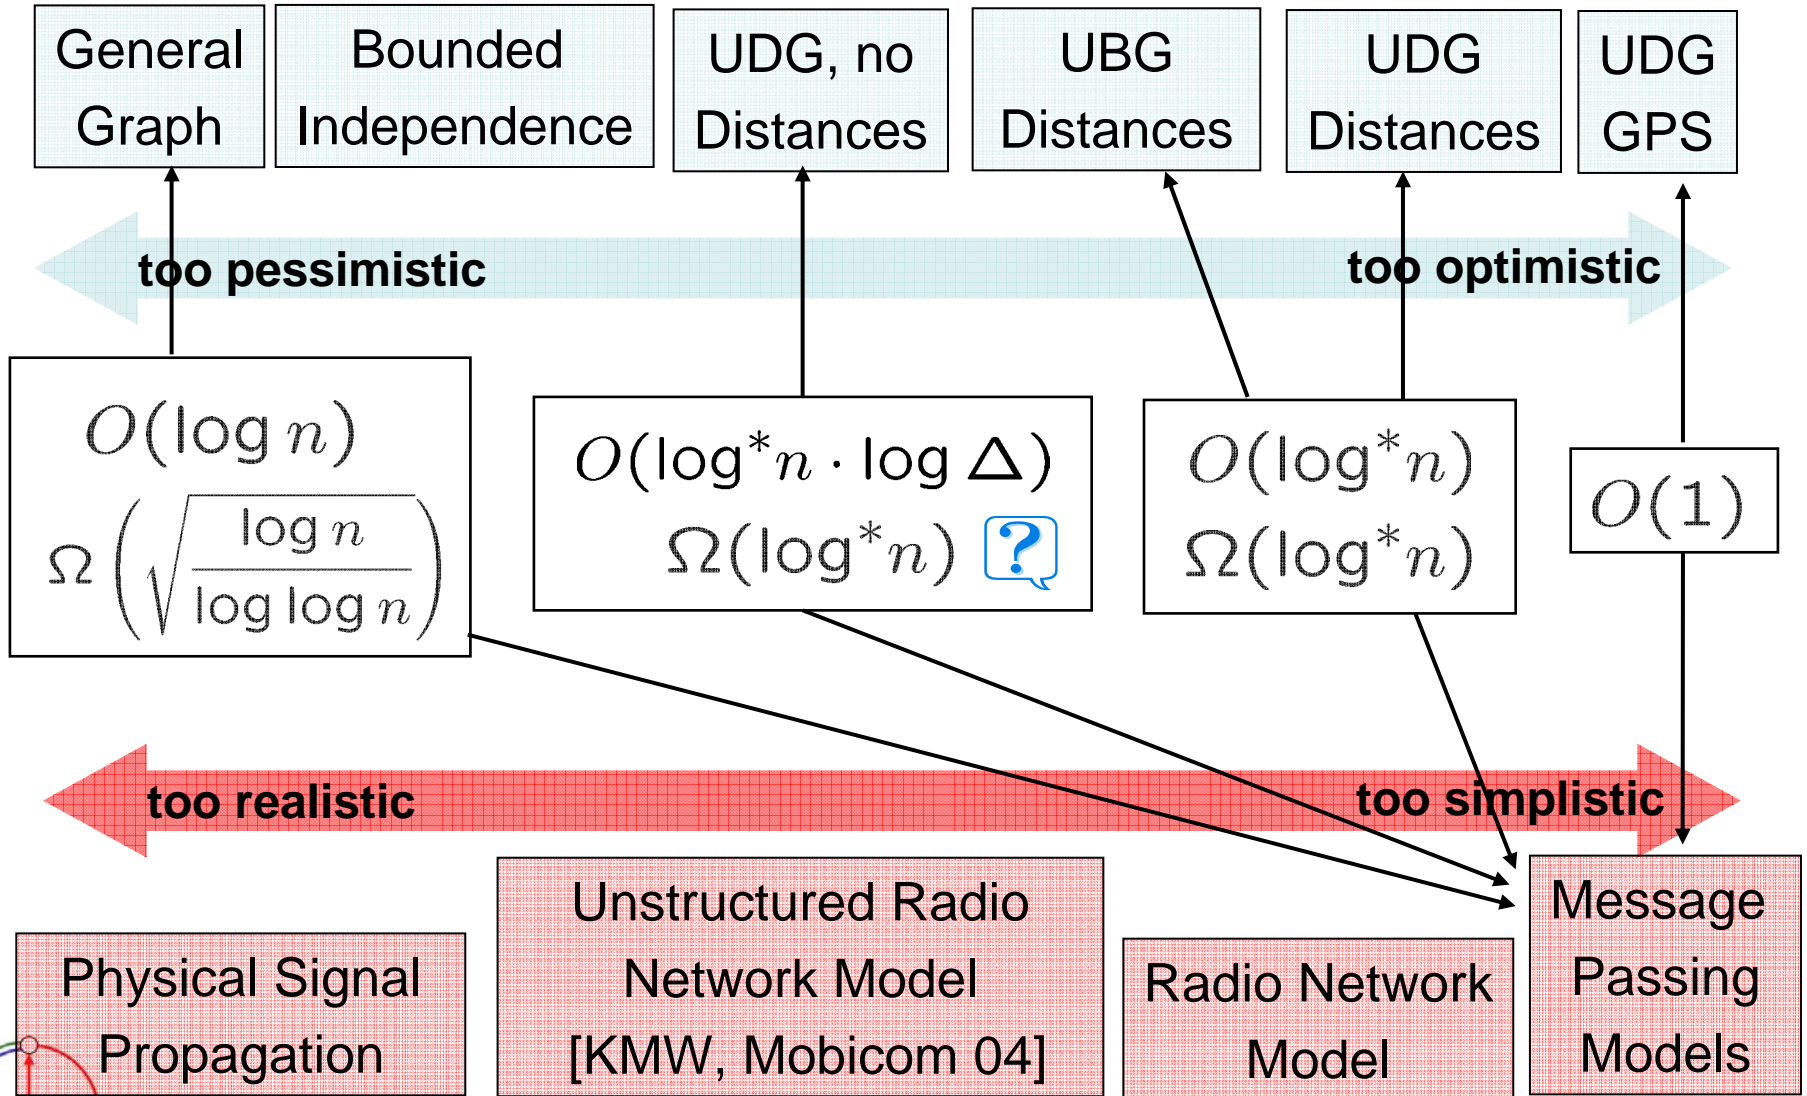 General
Graph
Bounded
Independence
UDG, no
Distances
UBG
Distances
UDG
Distances
UDG
GPS
too pessimistic
too optimistic
O(log n)
Ω(√(log n / log log n))
O(log*n · log Δ)
Ω(log*n) ?
O(log*n)
Ω(log*n)
O(1)
too realistic
too simplistic
Physical Signal
Propagation
Unstructured Radio
Network Model
[KMW, Mobicom 04]
Radio Network
Model
Message
Passing
Models